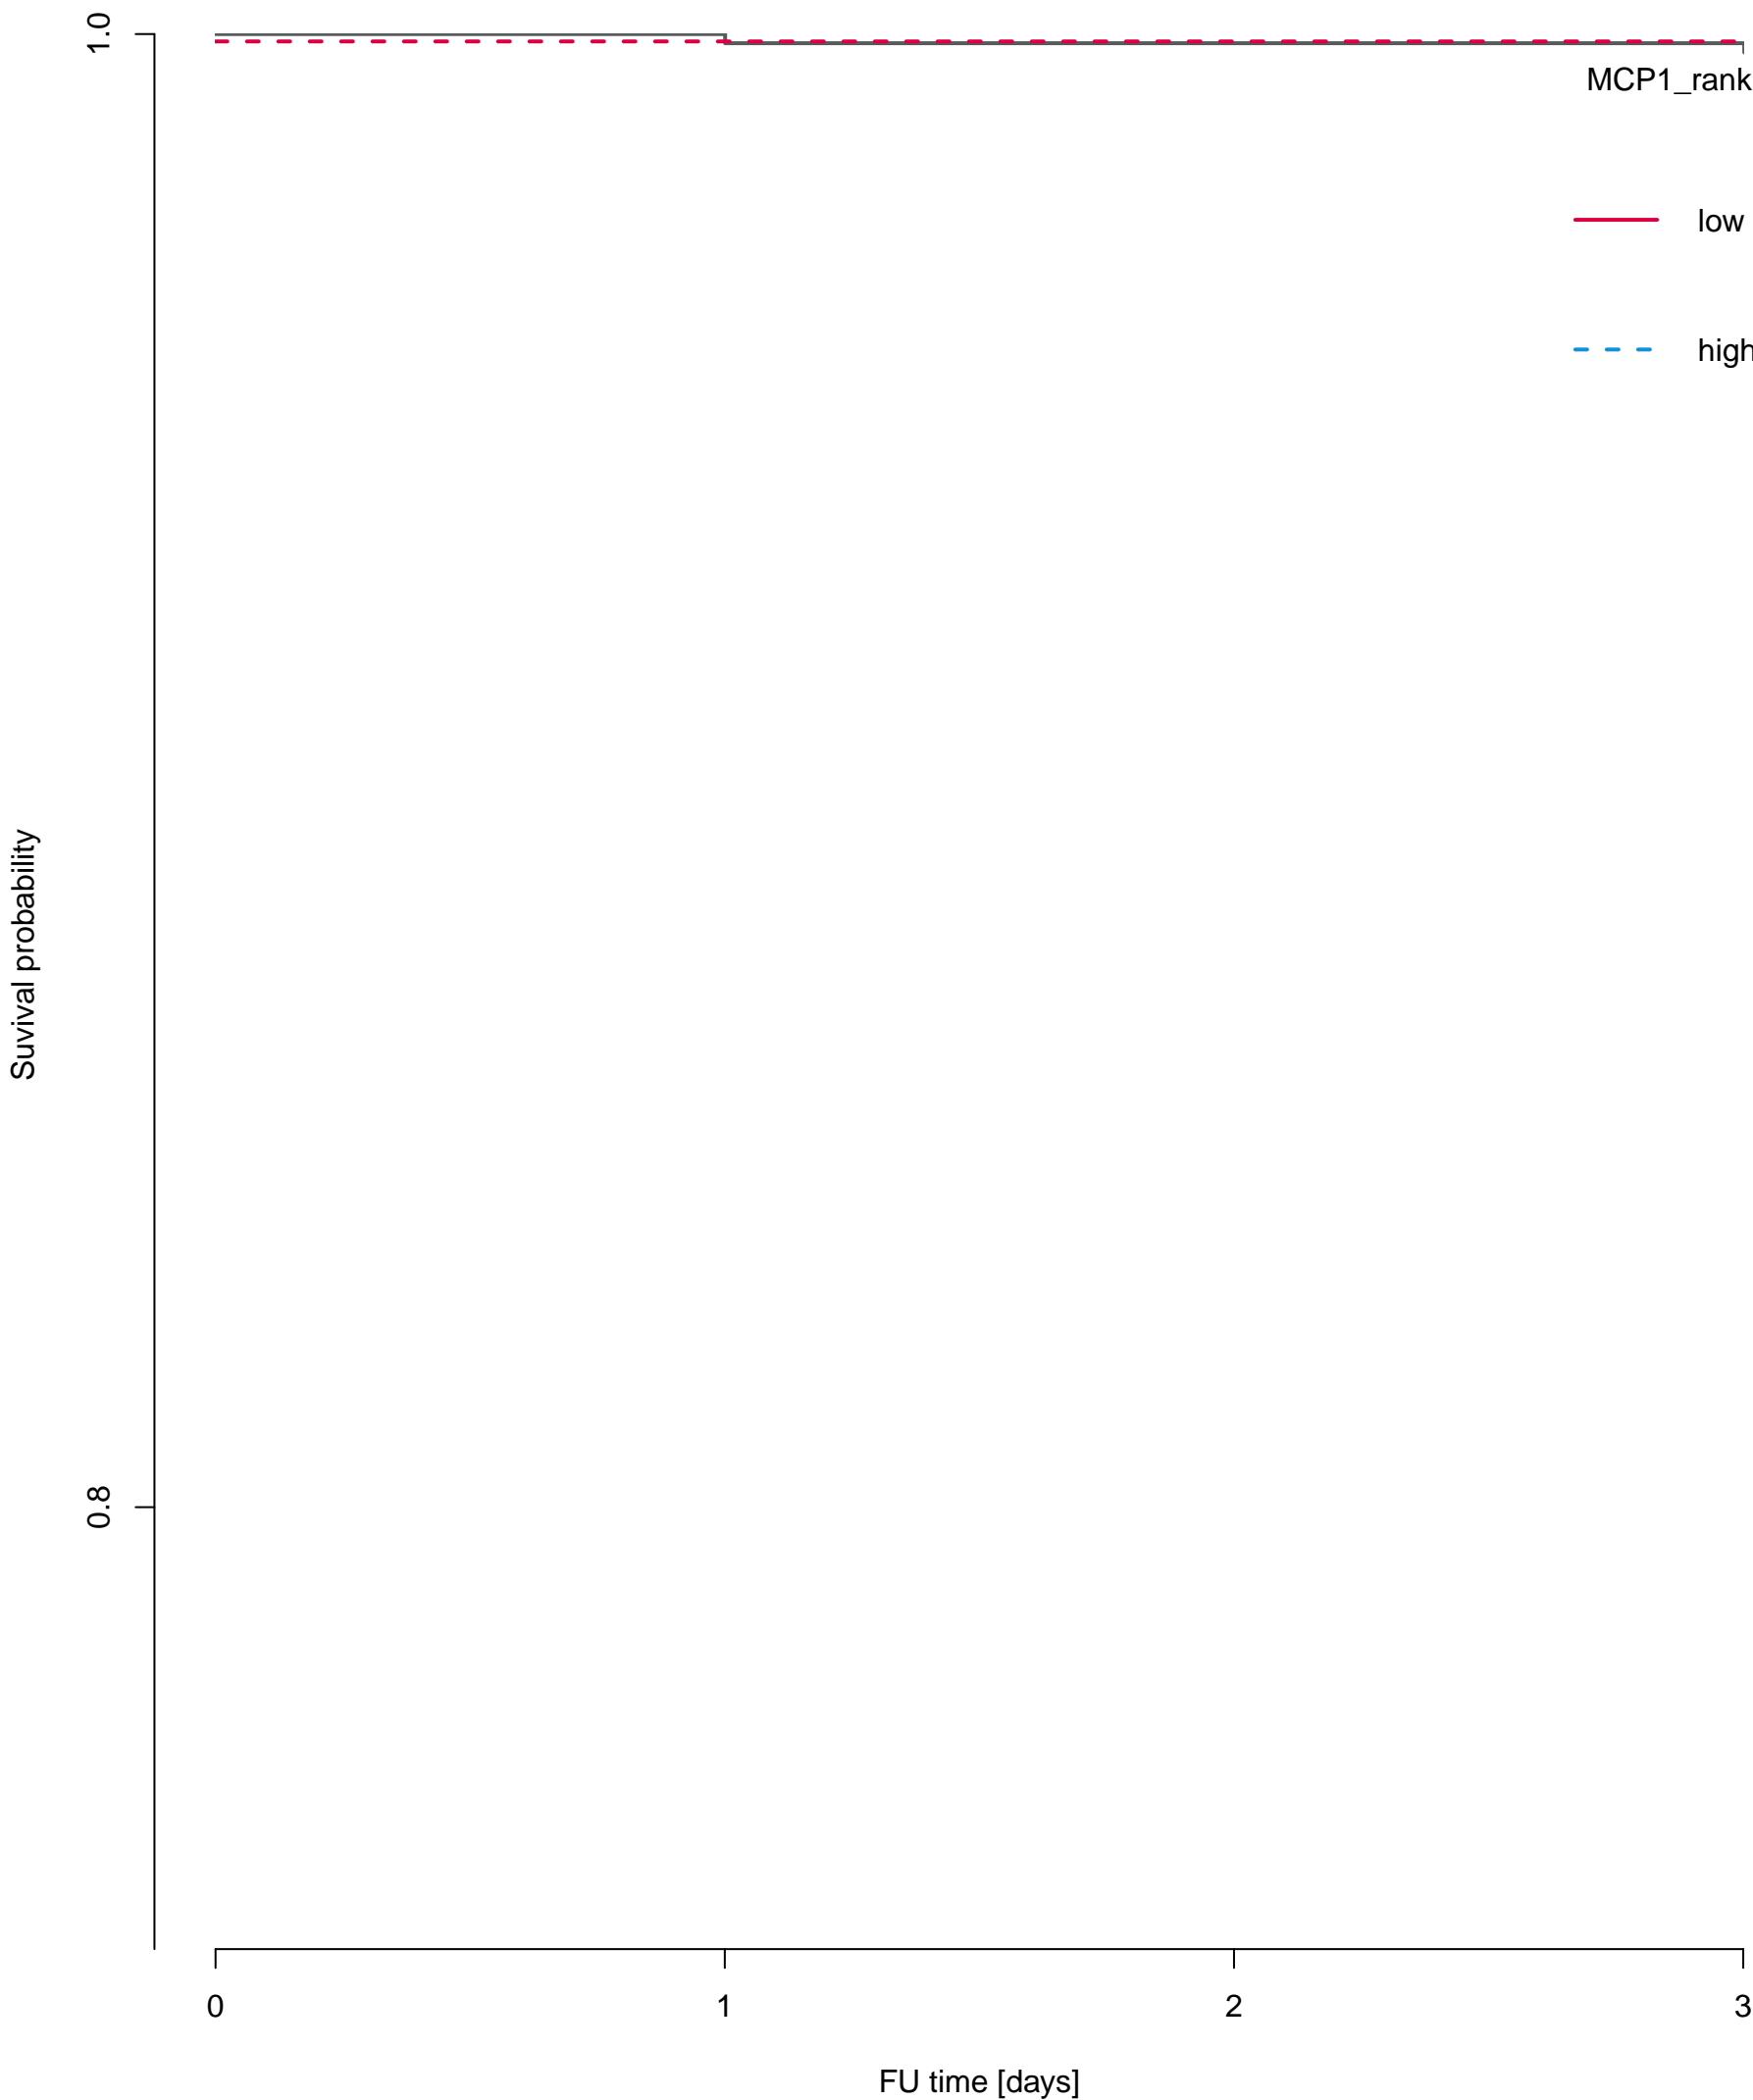 1.0
MCP1_rank
low
high
Suvival probability
0.8
0 1 2 3
FU time [days]